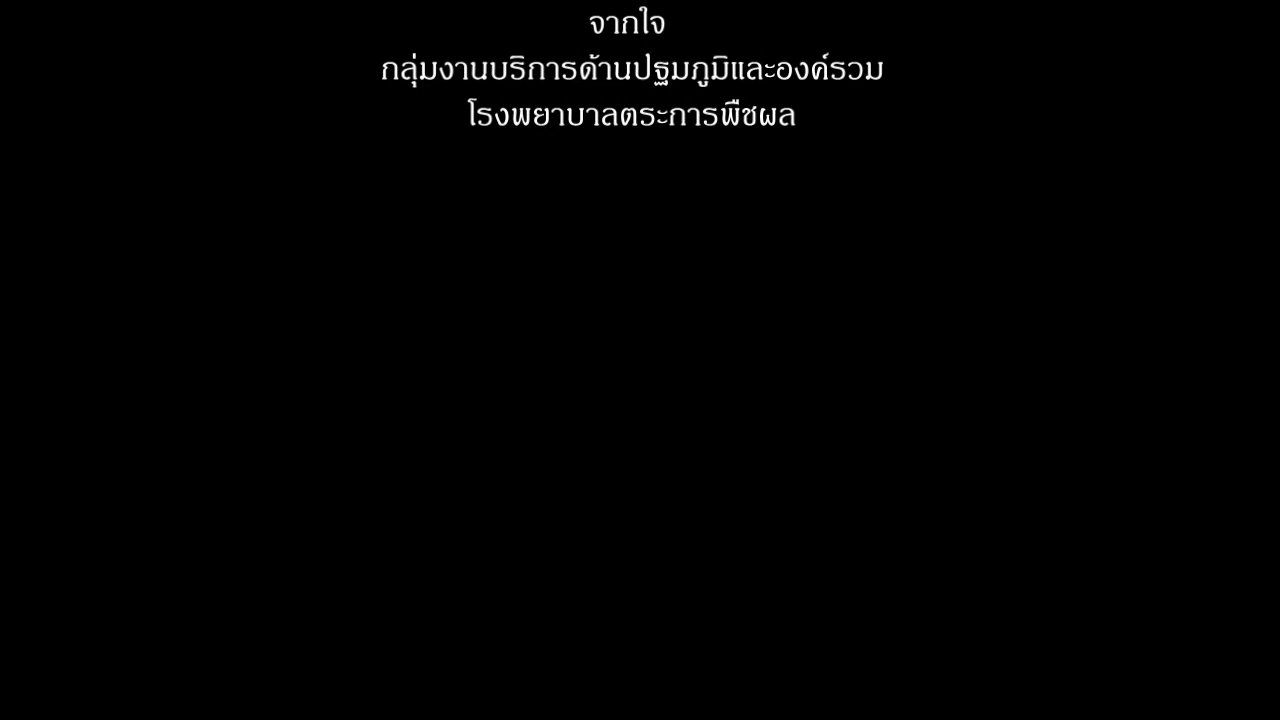 จากใจ
กลุ่มงานบริการด้านปฐมภูมิและองค์รวม
โรงพยาบาลตระการพืชผล